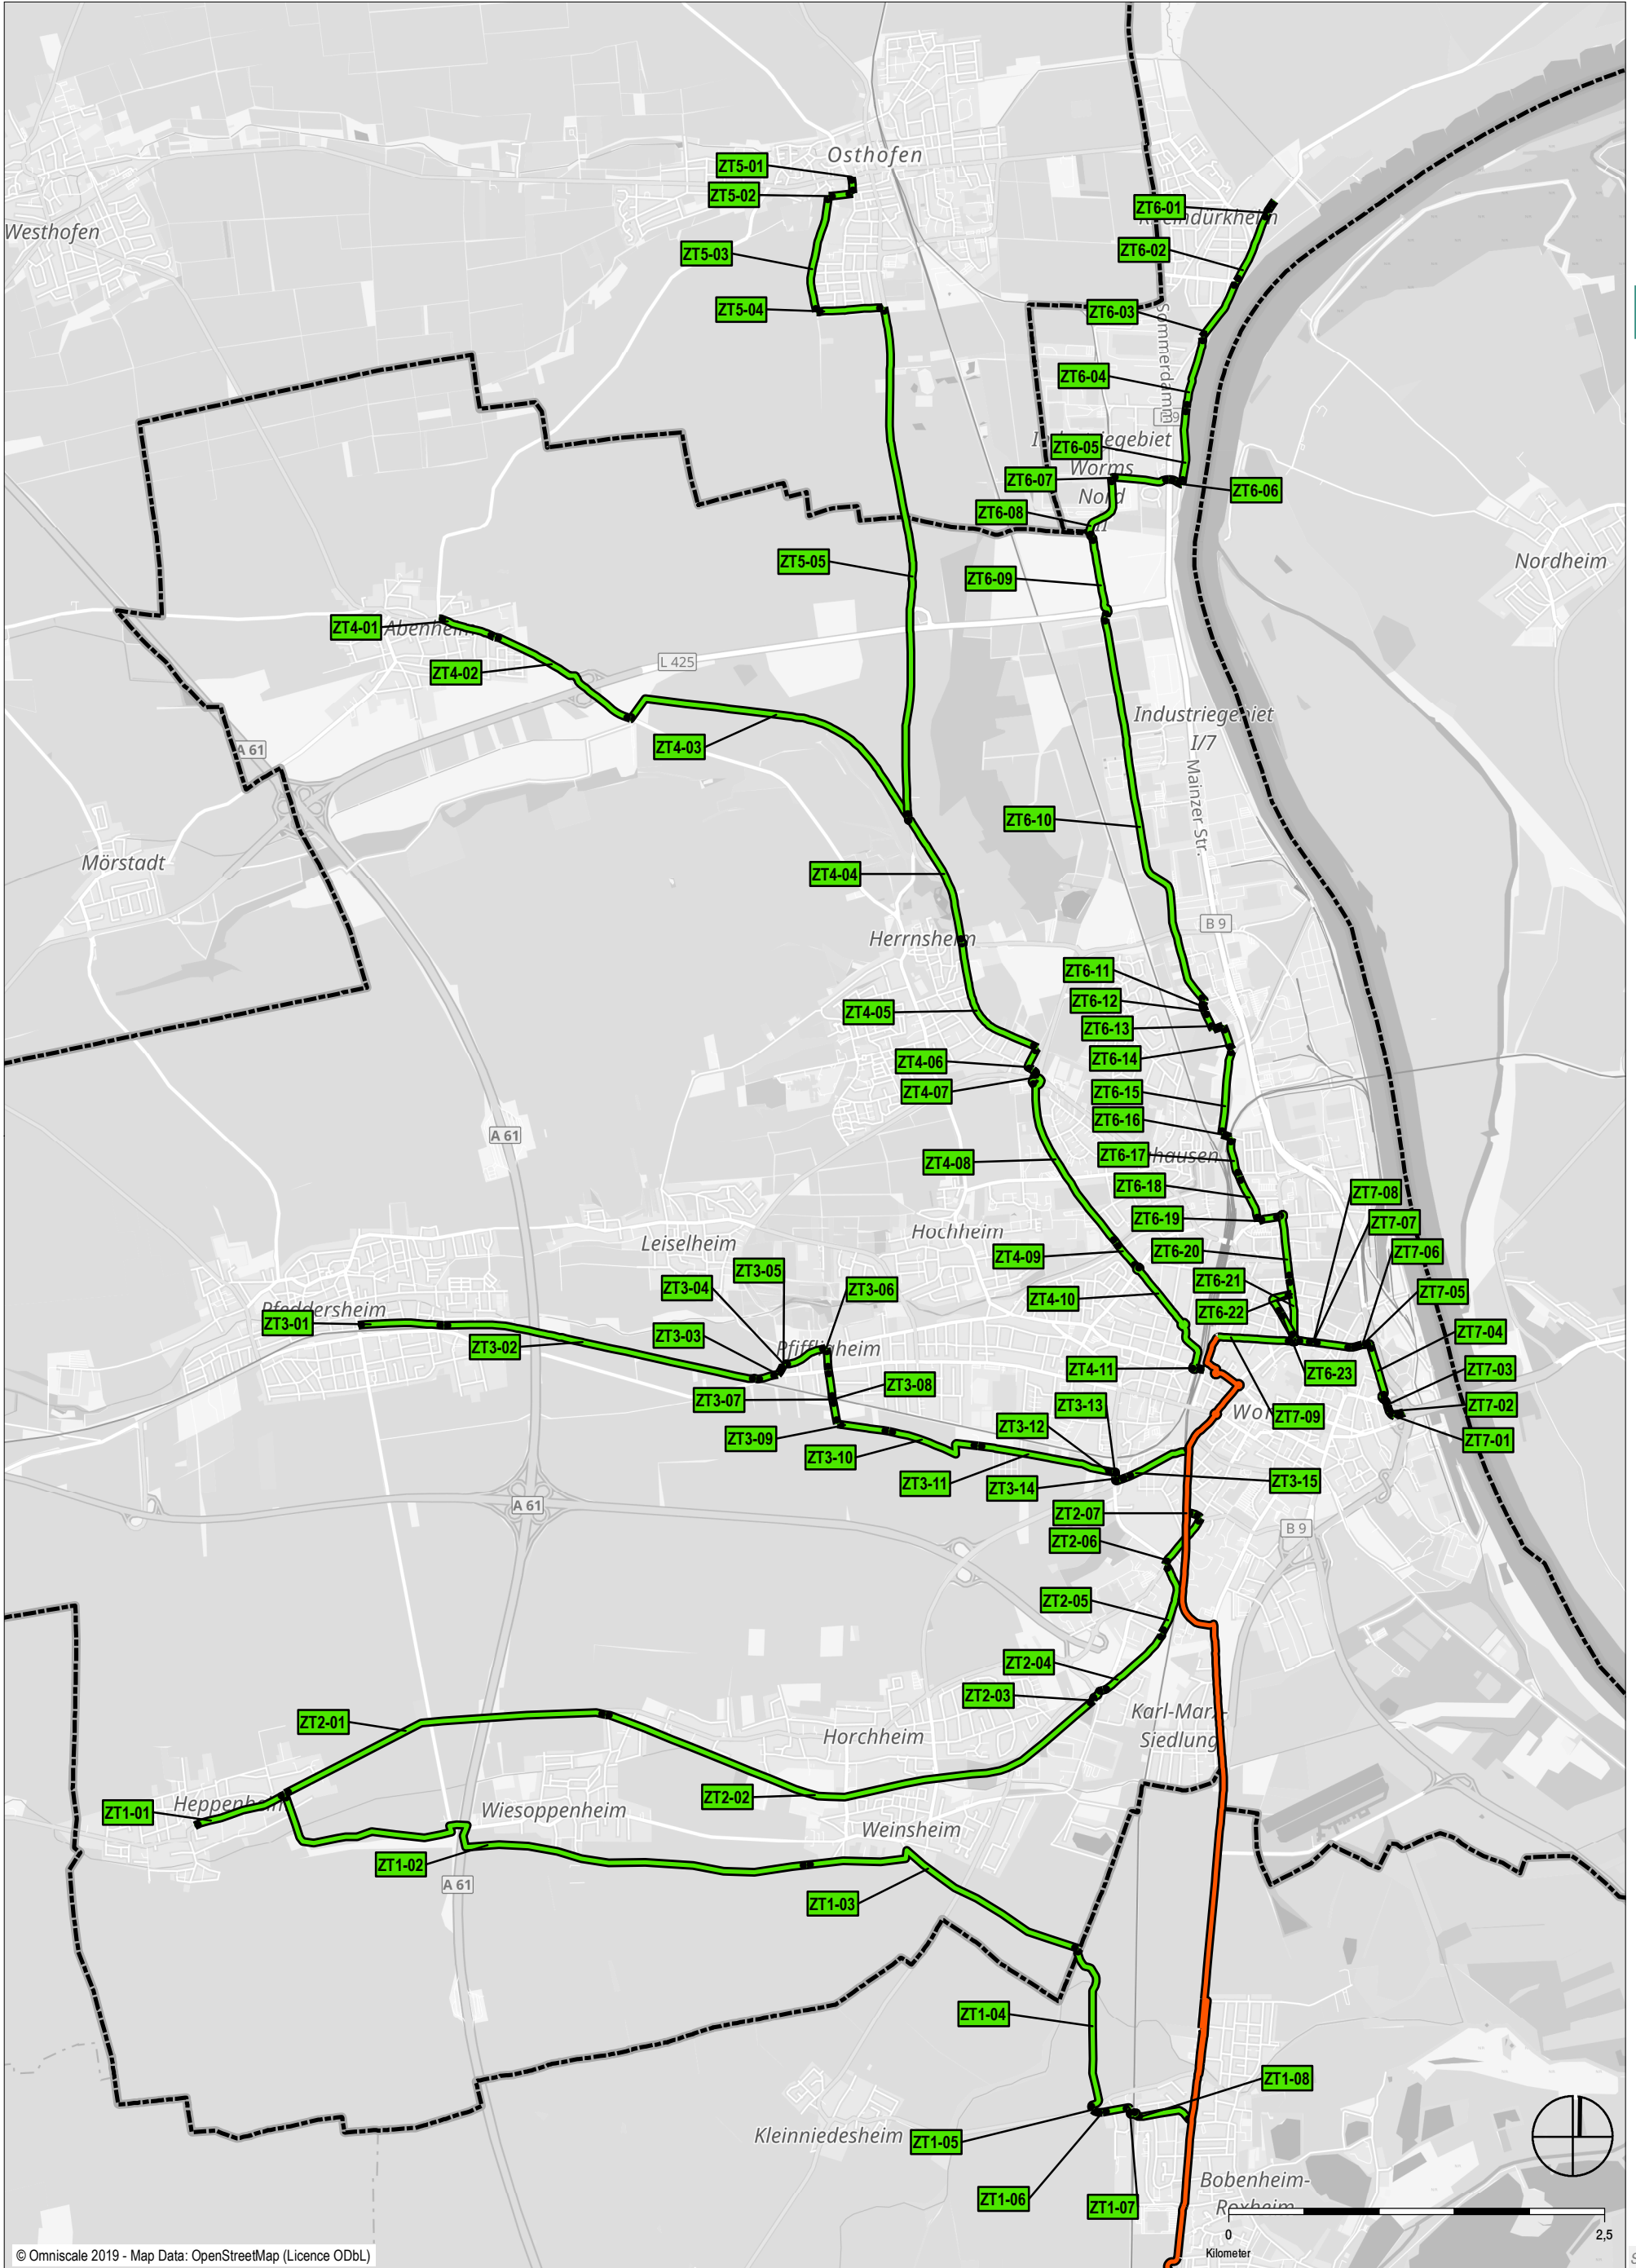 Osthofen
ZT5-01
ZT5-02
Westhofen
ZT6-01
ZT6-02
ZT5-03
ZT5-04
ZT6-03
Sommerdamm
ZT6-04
ZT6-05
Worms
ZT6-07
Nord
ZT6-06
ZT6-08
II
ZT5-05
Nordheim
ZT6-09
ZT4-01
Abenheim
L 425
ZT4-02
Industriegebiet
I/7
ZT4-03
A 61
Mainzer Str.
ZT6-10
Mörstadt
ZT4-04
B 9
Herrnsheim
ZT6-11
ZT6-12
ZT4-05
ZT6-13
ZT6-14
ZT4-06
ZT4-07
ZT6-15
ZT6-16
A 61
ZT6-17
hausen
ZT4-08
ZT6-18
ZT7-08
ZT6-19
ZT7-07
Hochheim
Leiselheim
ZT4-09
ZT6-20
ZT7-06
ZT3-05
ZT3-04
ZT3-06
ZT6-21
ZT7-05
ZT4-10
ZT6-22
Pfeddersheim
ZT3-01
ZT3-02
ZT3-03
Pfiffligheim
ZT7-04
ZT4-11
ZT6-23
ZT7-03
ZT3-08
ZT3-07
ZT3-13
ZT7-02
Wor
ZT7-09
ZT3-12
ZT3-09
ZT7-01
ZT3-10
ZT3-11
ZT3-14
ZT3-15
A 61
ZT2-07
B 9
ZT2-06
ZT2-05
ZT2-04
ZT2-03
ZT2-01
Karl-Marx-
Siedlung
Horchheim
ZT2-02
ZT1-01
Heppenheim
Wiesoppenheim
Weinsheim
ZT1-02
A 61
ZT1-03
ZT1-04
ZT1-08
Kleinniedesheim
ZT1-05
ZT1-06
ZT1-07
Bobenheim-
Roxheim
0
2,5
Kilometer
© Omniscale 2019 - Map Data: OpenStreetMap (Licence ODbL)